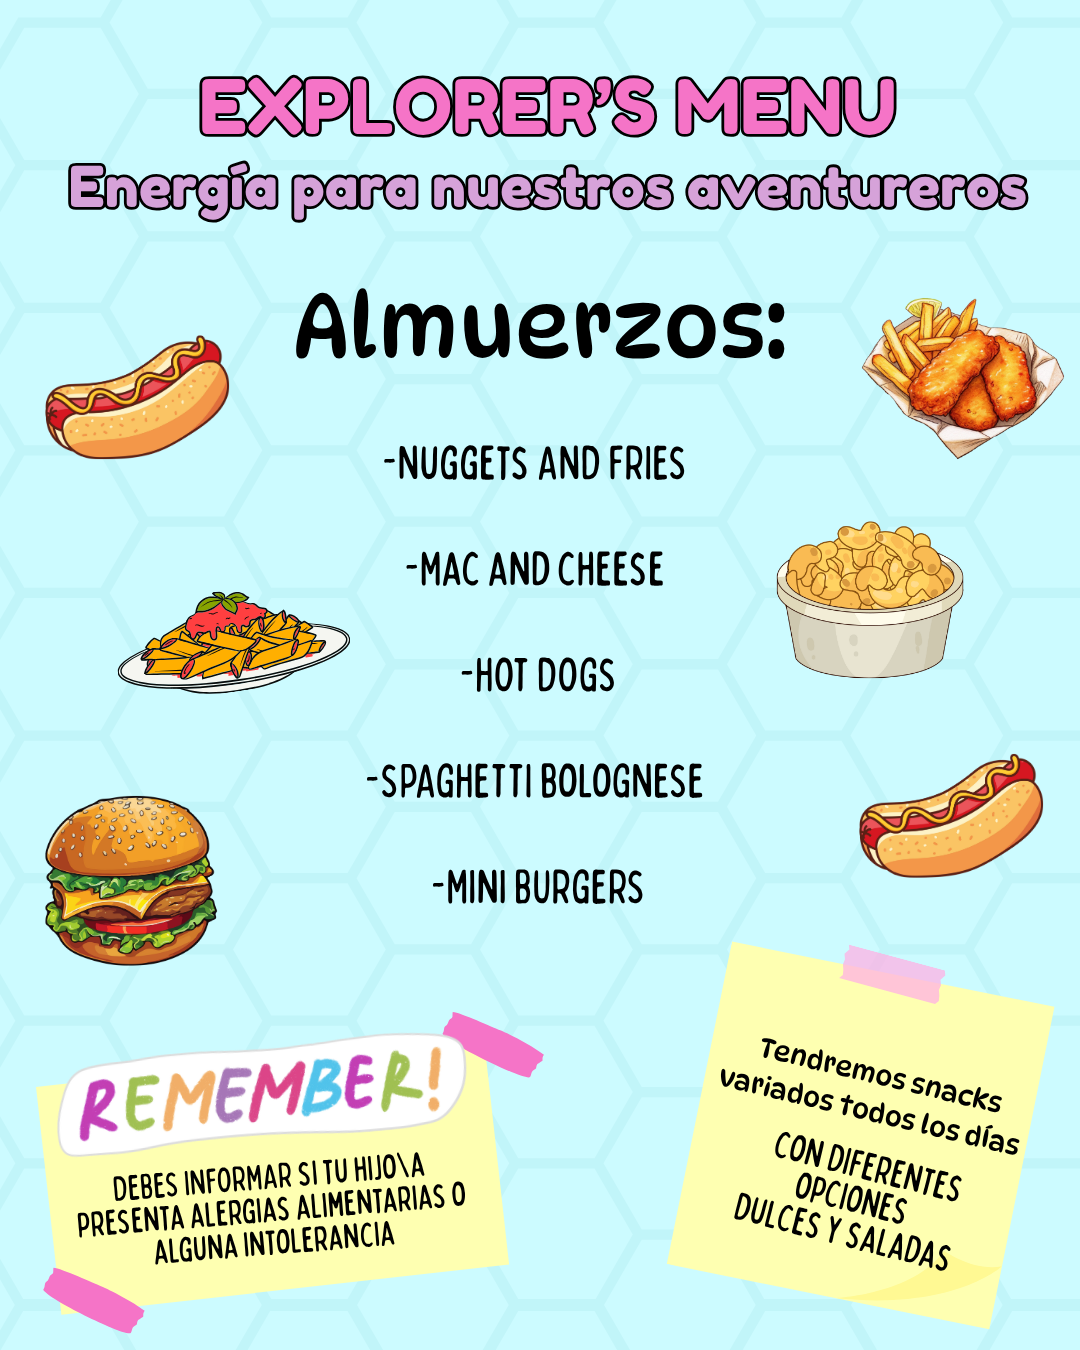 EXPLORER'S MENU
Energía para nuestros aventureros
Almuerzos:
-NUGGETS AND FRIES
-MAC AND CHEESE
-HOT DOGS
-SPAGHETTI BOLOGNESE
-MINI BURGERS
REMEMBER!
DEBES INFORMAR SI TU HIJO\A
PRESENTA ALERGIAS ALIMENTARIAS O
ALGUNA INTOLERANCIA
Tendremos snacks
variados todos los días
CON DIFERENTES
OPCIONES
DULCES Y SALADAS